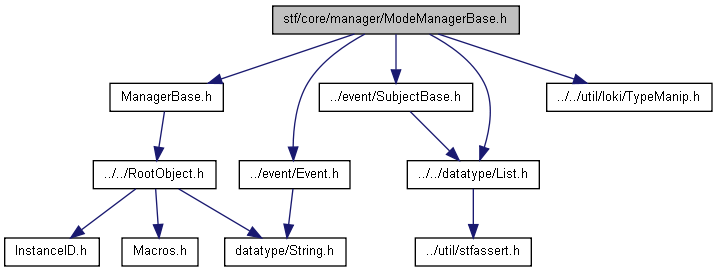 stf/core/manager/ModeManagerBase.h
ManagerBase.h
../event/SubjectBase.h
../../util/loki/TypeManip.h
../../RootObject.h
../event/Event.h
../../datatype/List.h
InstanceID.h
Macros.h
datatype/String.h
../util/stfassert.h